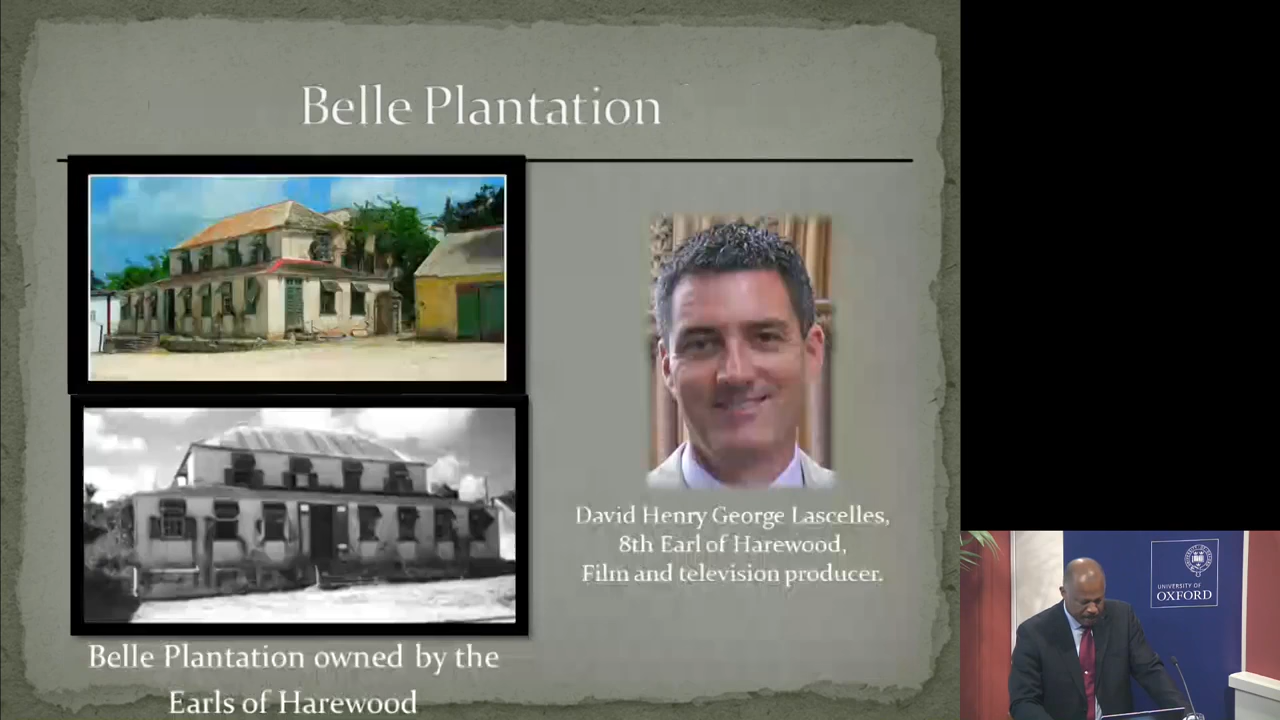 Belle Plantation
David Henry George Lascelles,
8th Earl of Harewood,
Film and television producer.
Belle Plantation owned by the
Earls of Harewood
UNIVERSITY OF
OXFORD